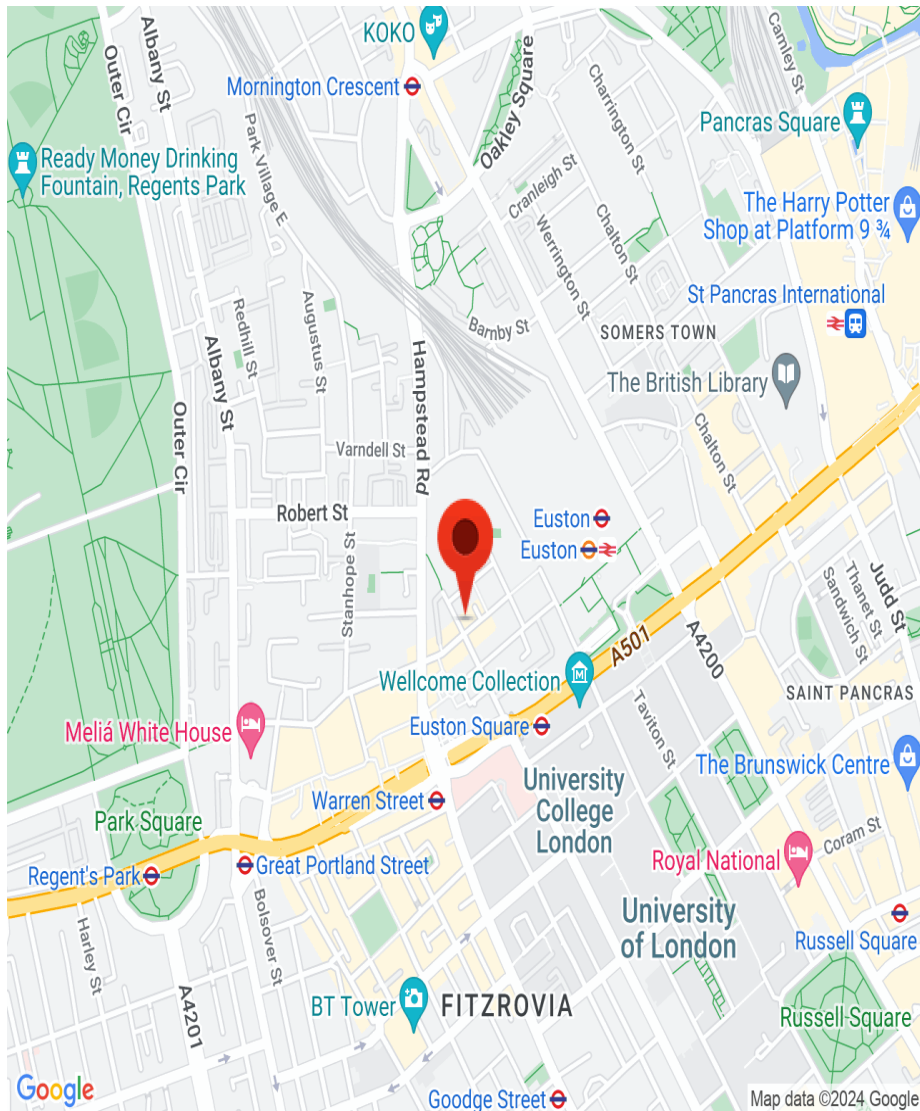 KOKO
Albany St
Outer Cir
Camley St
Mornington Crescent
Oakley Square
Charrington St
Pancras Square
Park Village E
Ready Money Drinking
Fountain, Regents Park
Cranleigh St
The Harry Potter
Shop at Platform 9 ¾
Chalton St
Werrington St
St Pancras International
Redhill St
Augustus St
Barnby St
SOMERS TOWN
Albany St
Hampstead Rd
The British Library
Outer Cir
Chalton St
Varndell St
Robert St
Euston
Euston
Stanhope St
Judd St
Thanet St
Sandwich St
A501
A4200
Wellcome Collection
SAINT PANCRAS
Meliá White House
Euston Square
Taviton St
The Brunswick Centre
University
College
London
Warren Street
Park Square
Coram St
Great Portland Street
Royal National
Regent's Park
Bolsover St
Harley St
University
of London
Russell Square
A4201
BT Tower
FITZROVIA
Russell Square
Google
Goodge Street
Map data ©2024 Google